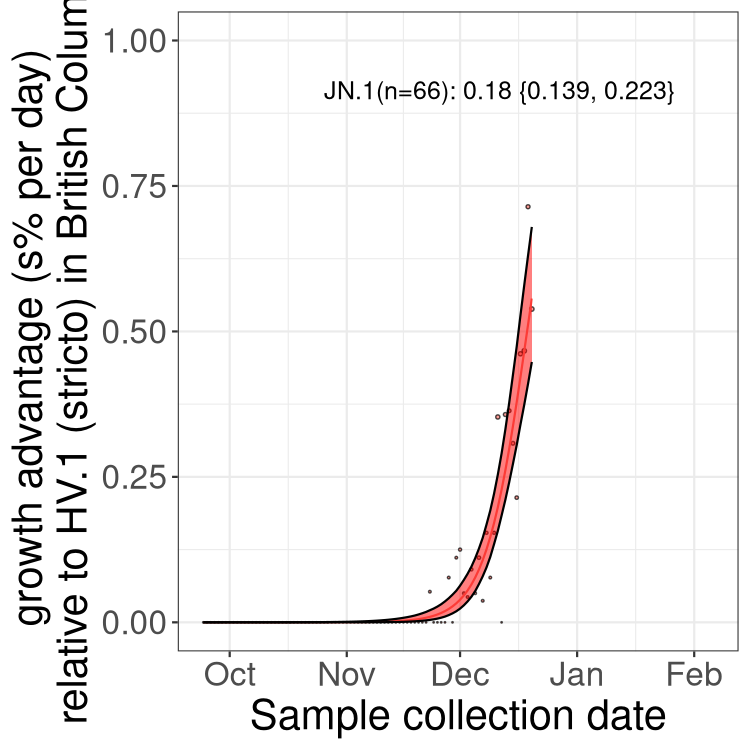 growth advantage (s% per day)
relative to HV.1 (stricto) in British Colum
1.00
0.75
0.50
0.25
0.00
JN.1(n=66): 0.18 {0.139, 0.223}
Oct Nov Dec Jan Feb
Sample collection date